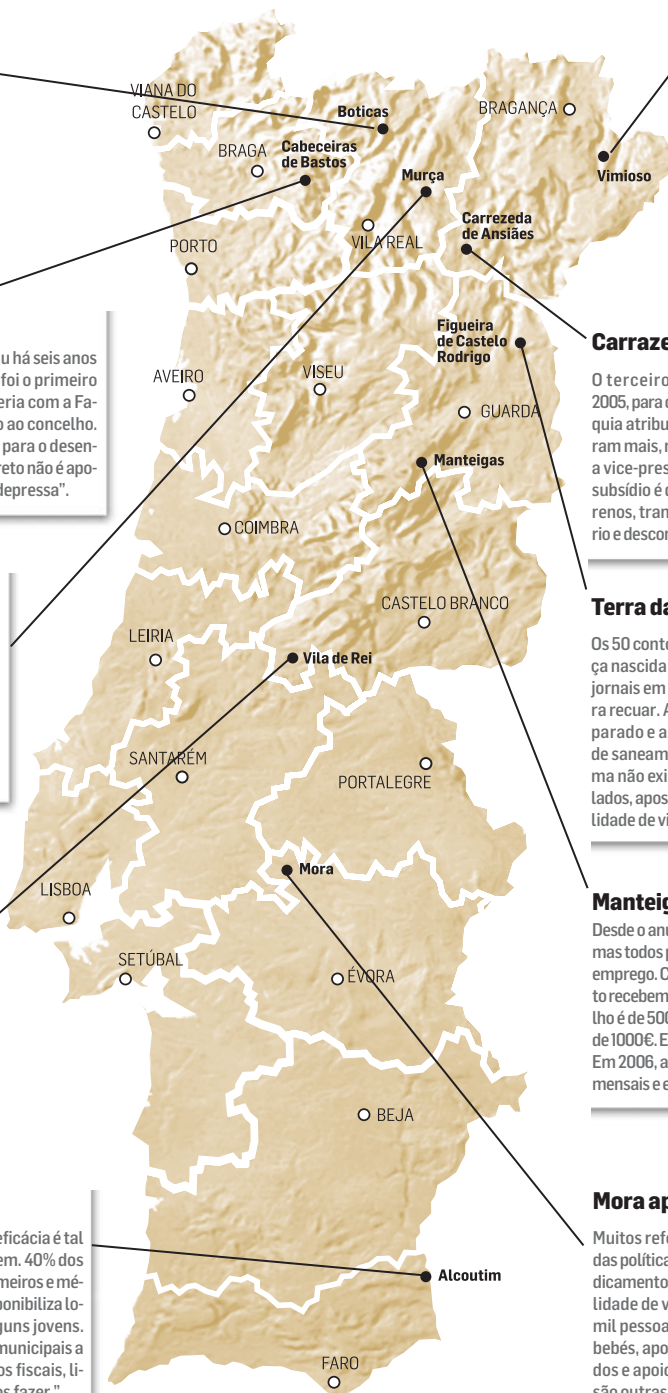 VIANA DO
CASTELO
Boticas
BRAGANÇA
BRAGA
Cabeceiras
de Bastos
Murça
Vimioso
Carrezeda
de Ansiães
VILA REAL
PORTO
Figueira
de Castelo
Rodrigo
AVEIRO
VISEU
GUARDA
Manteigas
COIMBRA
CASTELO BRANCO
LEIRIA
Vila de Rei
SANTARÉM
PORTALEGRE
Mora
LISBOA
SETÚBAL
ÉVORA
BEJA
Alcoutim
FARO
u há seis anos
foi o primeiro
eria com a Fa-
o ao concelho.
para o desen-
reto não é apo-
depressa”.
eficácia é tal
em. 40% dos
meiros e mé-
ponibiliza lo-
guns jovens.
municipais a
os fiscais, li-
os fazer.”
Carraze
O terceiro
2005, para
quia atribu
ram mais,
a vice-pres
subsídio é
renos, tran
rio e descon
Terra da
Os 50 conto
ça nascida
jornais em
ra recuar.
parado e a
de saneam
ma não exi
lados, apos
lidade de vi
Manteig
Desde o anu
mas todos p
emprego. C
to recebem
lho é de 500
de 1000€. E
Em 2006, a
mensais e e
Mora ap
Muitos refe
das política
dicamento
lidade de v
mil pessoa
bebés, apo
dos e apoio
são outras